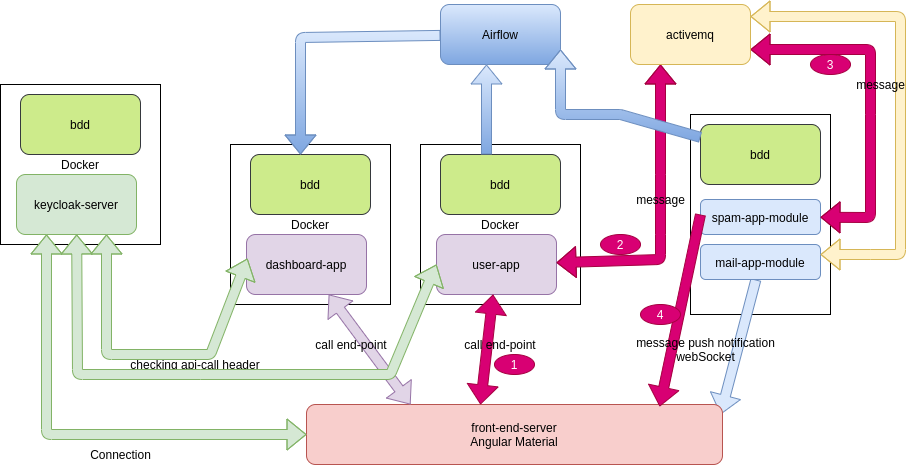 Airflow
activemq
3
message
bdd
Docker
keycloak-server
bdd
Docker
dashboard-app
bdd
Docker
user-app
bdd
spam-app-module
mail-app-module
message
2
4
call end-point
call end-point
message push notification
webSocket
checking api-call header
1
front-end-server
Angular Material
Connection